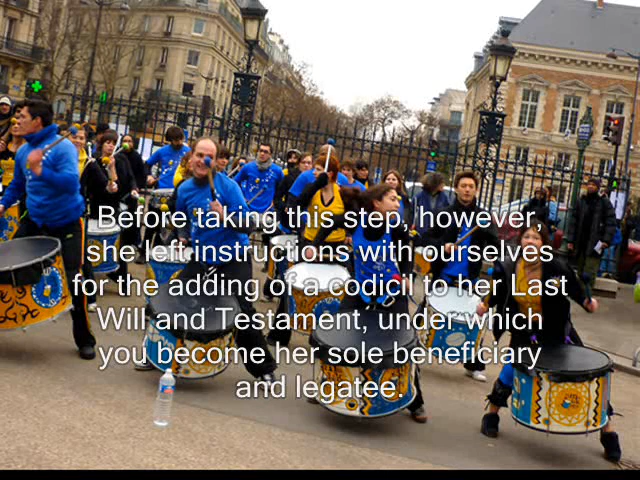 Before taking this step, however,
she left instructions with ourselves
for the adding of a codicil to her Last
Will and Testament, under which
you become her sole beneficiary
and legatee.